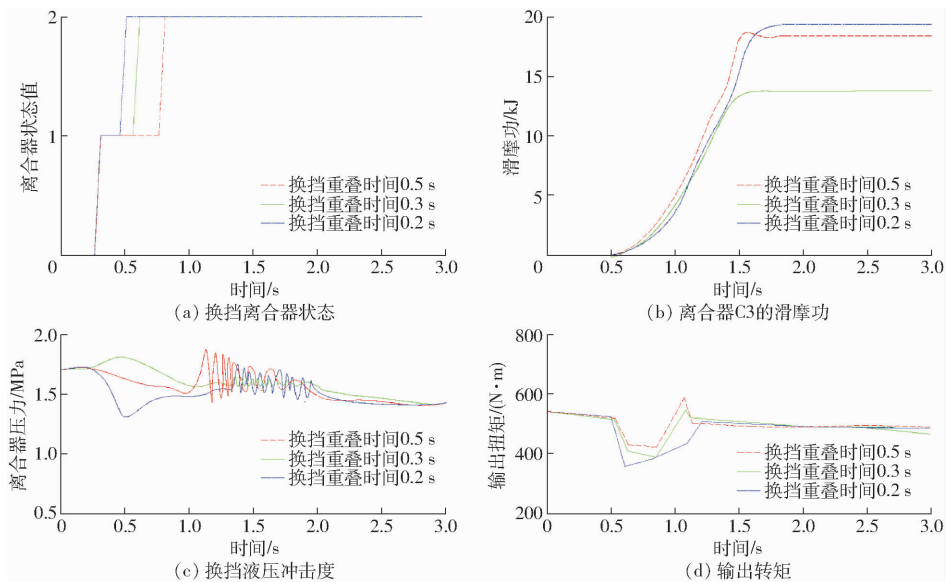 2
1
0
0.5
1.0
1.5
2.0
2.5
3.0
离合器状态值
时间/s
换挡重叠时间0.5 s
换挡重叠时间0.3 s
换挡重叠时间0.2 s
(a) 换挡离合器状态
20
15
10
5
0
0.5
1.0
1.5
2.0
2.5
3.0
滑摩功/kJ
时间/s
换挡重叠时间0.5 s
换挡重叠时间0.3 s
换挡重叠时间0.2 s
(b) 离合器C3的滑摩功
2.0
1.5
1.0
0.5
0
0.5
1.0
1.5
2.0
2.5
3.0
离合器压力/MPa
时间/s
换挡重叠时间0.5 s
换挡重叠时间0.3 s
换挡重叠时间0.2 s
(c) 换挡液压冲击度
800
600
400
200
0
0.5
1.0
1.5
2.0
2.5
3.0
输出扭矩/(N·m)
时间/s
换挡重叠时间0.5 s
换挡重叠时间0.3 s
换挡重叠时间0.2 s
(d) 输出转矩